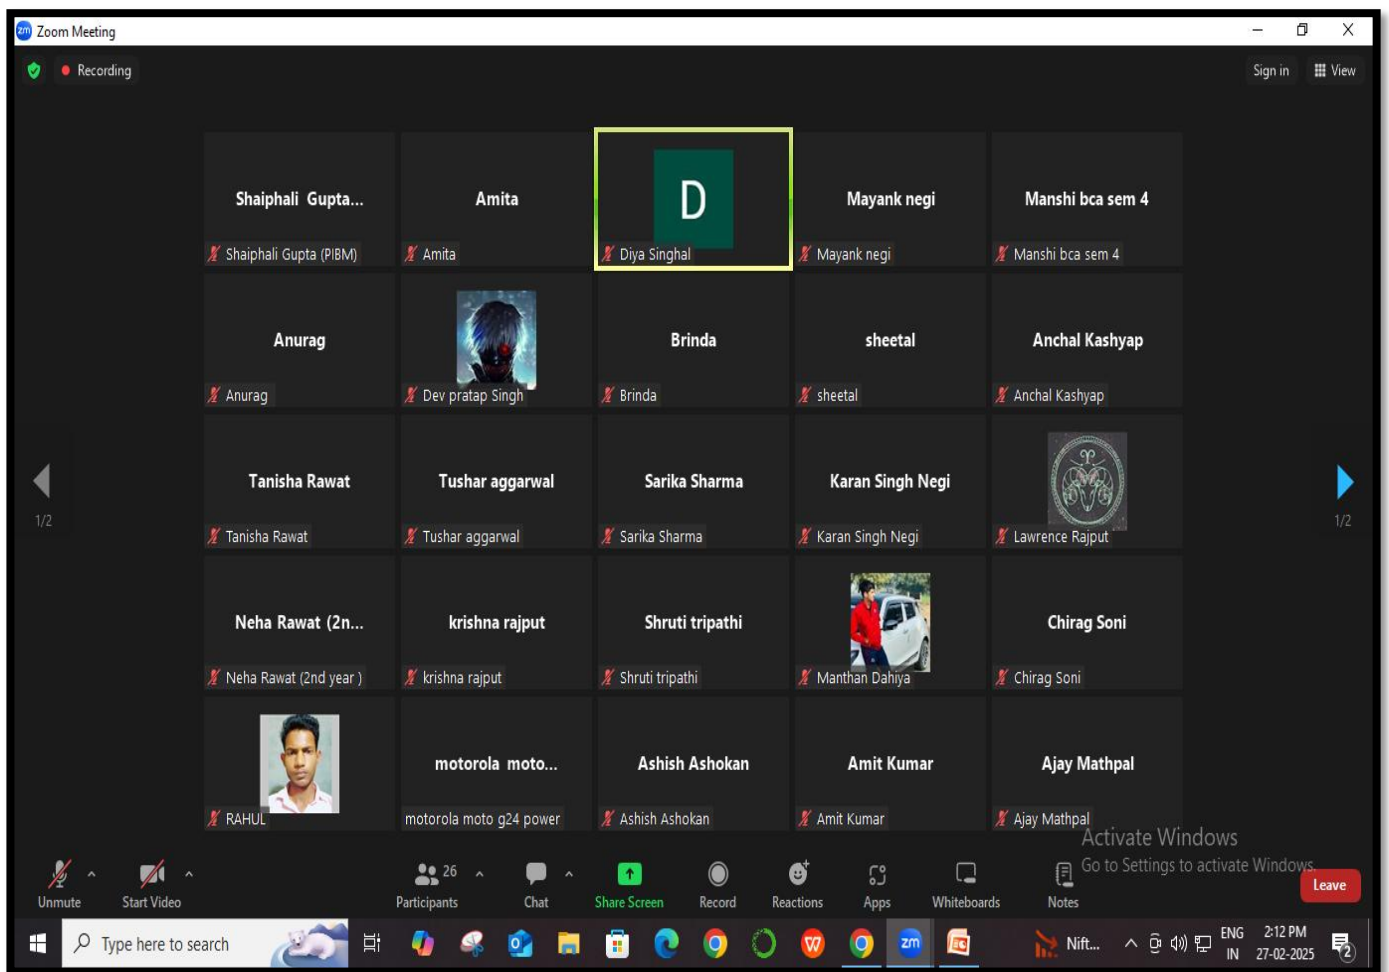 zm Zoom Meeting
Recording
Sign in View
Shaiphali Gupta... Amita D Mayank negi Manshi bca sem 4
Shaiphali Gupta (PIBM) Amita Diya Singhal Mayank negi Manshi bca sem 4
Anurag Brinda sheetal Anchal Kashyap
Anurag Dev pratap Singh Brinda sheetal Anchal Kashyap
Tanisha Rawat Tushar aggarwal Sarika Sharma Karan Singh Negi
1/2 1/2
Tanisha Rawat Tushar aggarwal Sarika Sharma Karan Singh Negi Lawrence Rajput
Neha Rawat (2n... krishna rajput Shruti tripathi Chirag Soni
Neha Rawat (2nd year ) krishna rajput Shruti tripathi Manthan Dahiya Chirag Soni
motorola moto... Ashish Ashokan Amit Kumar Ajay Mathpal
RAHUL motorola moto g24 power Ashish Ashokan Amit Kumar Ajay Mathpal
Activate Windows
Go to Settings to activate Windows.
26
Unmute Start Video Participants Chat Share Screen Record Reactions Apps Whiteboards Notes Leave
Type here to search zm Nift... ENG 2:12 PM
IN 27-02-2025 2